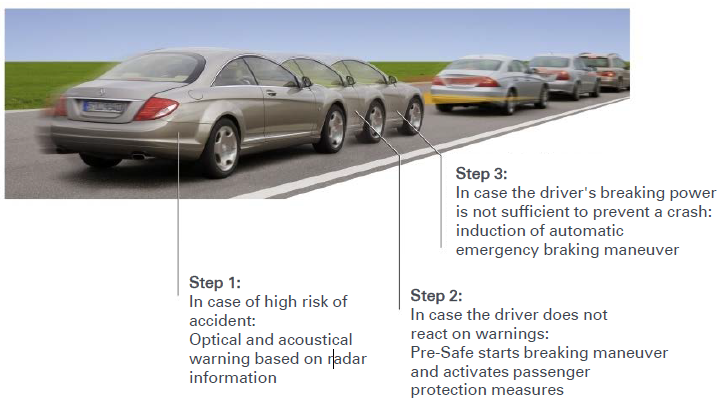 Step 1:
In case of high risk of
accident:
Optical and acoustical
warning based on radar
information
Step 2:
In case the driver does not
react on warnings:
Pre-Safe starts breaking maneuver
and activates passenger
protection measures
Step 3:
In case the driver's breaking power
is not sufficient to prevent a crash:
induction of automatic
emergency braking maneuver